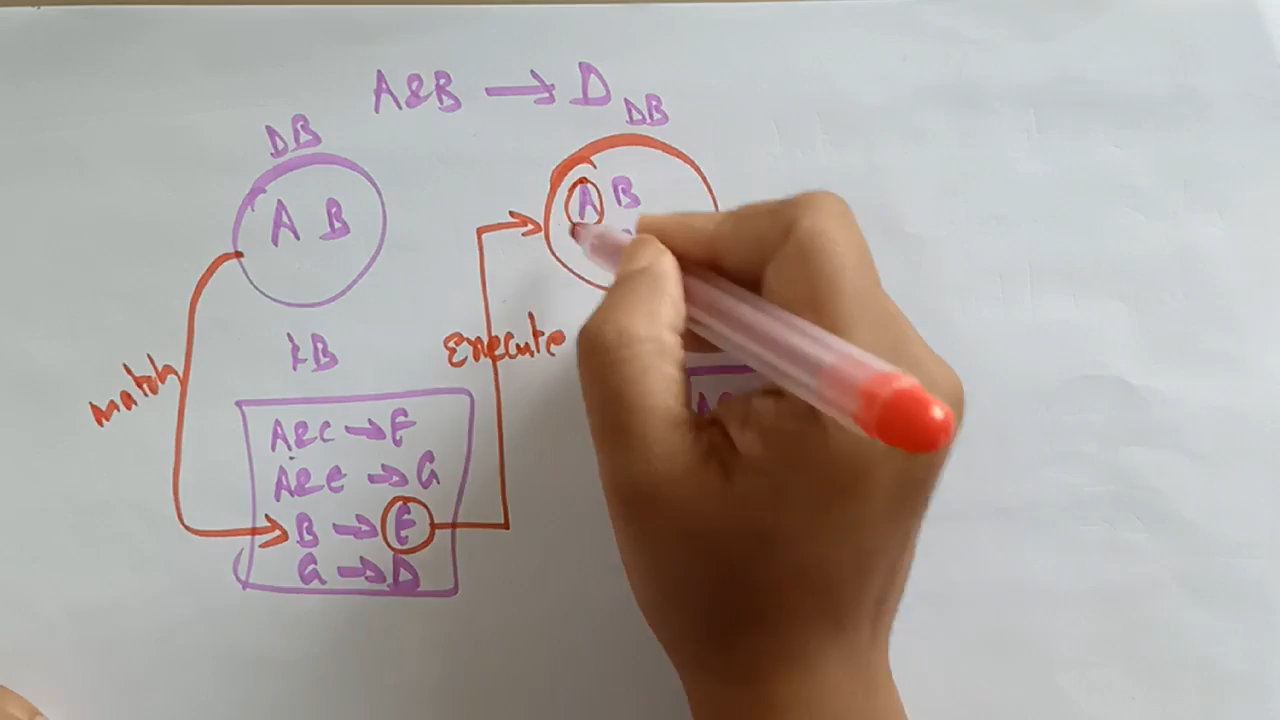 A&B → D
DB
DB
A B
A B
match
KB
Execute
A&C → F
A&E → G
B → E
G → D